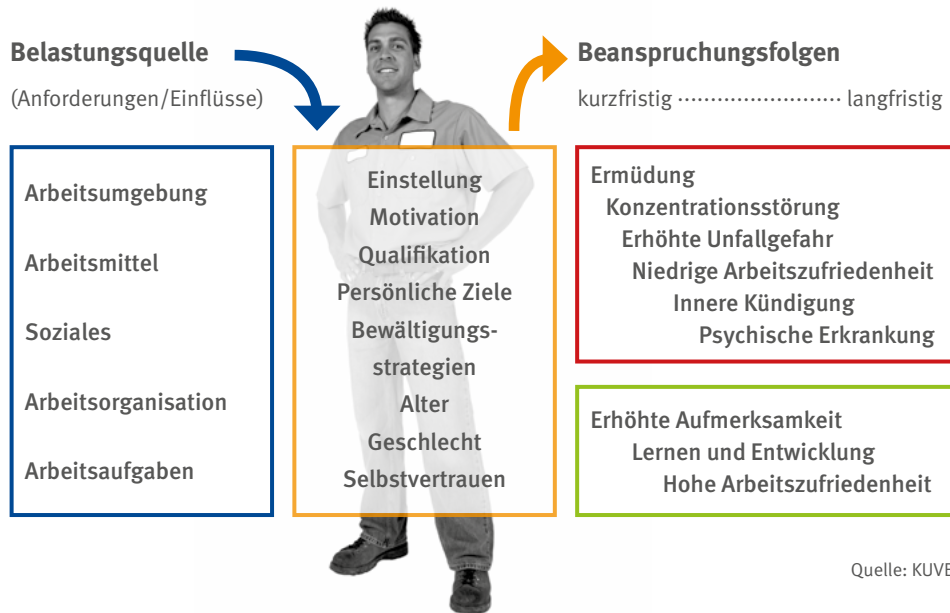 Belastungsquelle
(Anforderungen/Einflüsse)
Arbeitsumgebung
Arbeitsmittel
Soziales
Arbeitsorganisation
Arbeitsaufgaben
Einstellung
Motivation
Qualifikation
Persönliche Ziele
Bewältigungs-
strategien
Alter
Geschlecht
Selbstvertrauen
Beanspruchungsfolgen
kurzfristig ························ langfristig
Ermüdung
Konzentrationsstörung
Erhöhte Unfallgefahr
Niedrige Arbeitszufriedenheit
Innere Kündigung
Psychische Erkrankung
Erhöhte Aufmerksamkeit
Lernen und Entwicklung
Hohe Arbeitszufriedenheit
Quelle: KUVB